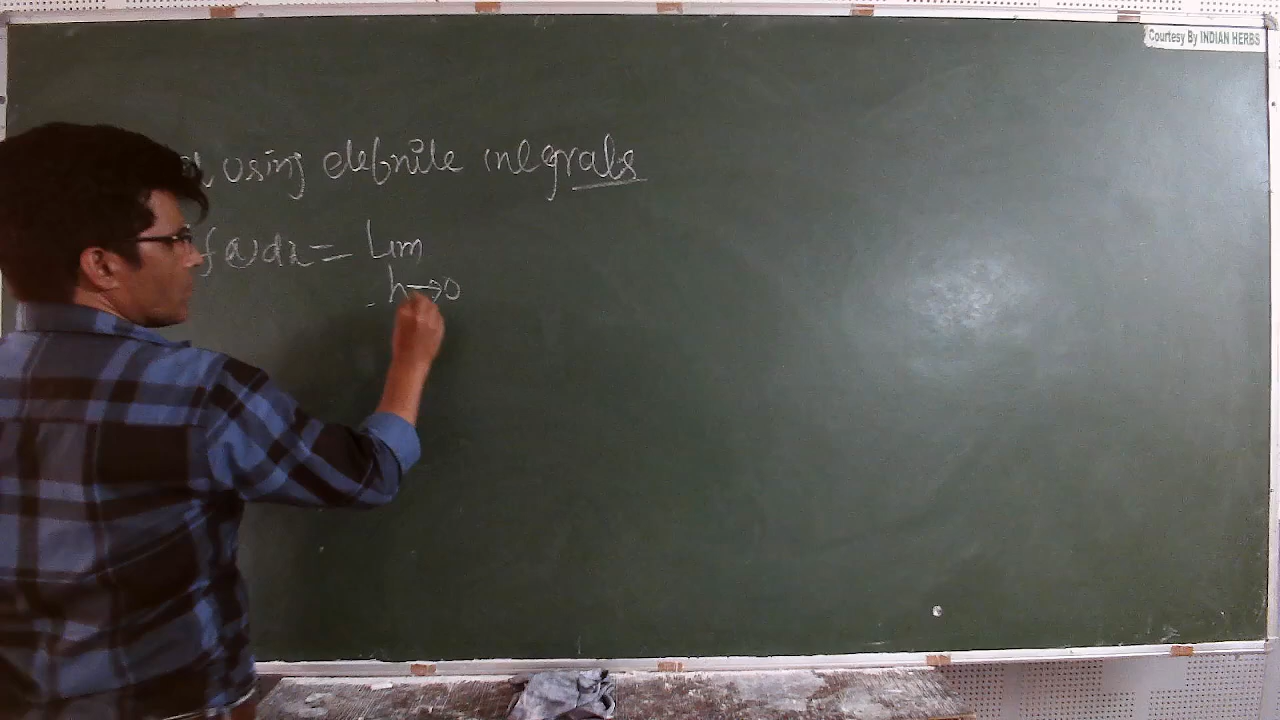 Courtesy By INDIAN HERBS
using definite integrals
f(x)dx = Lim
h→0